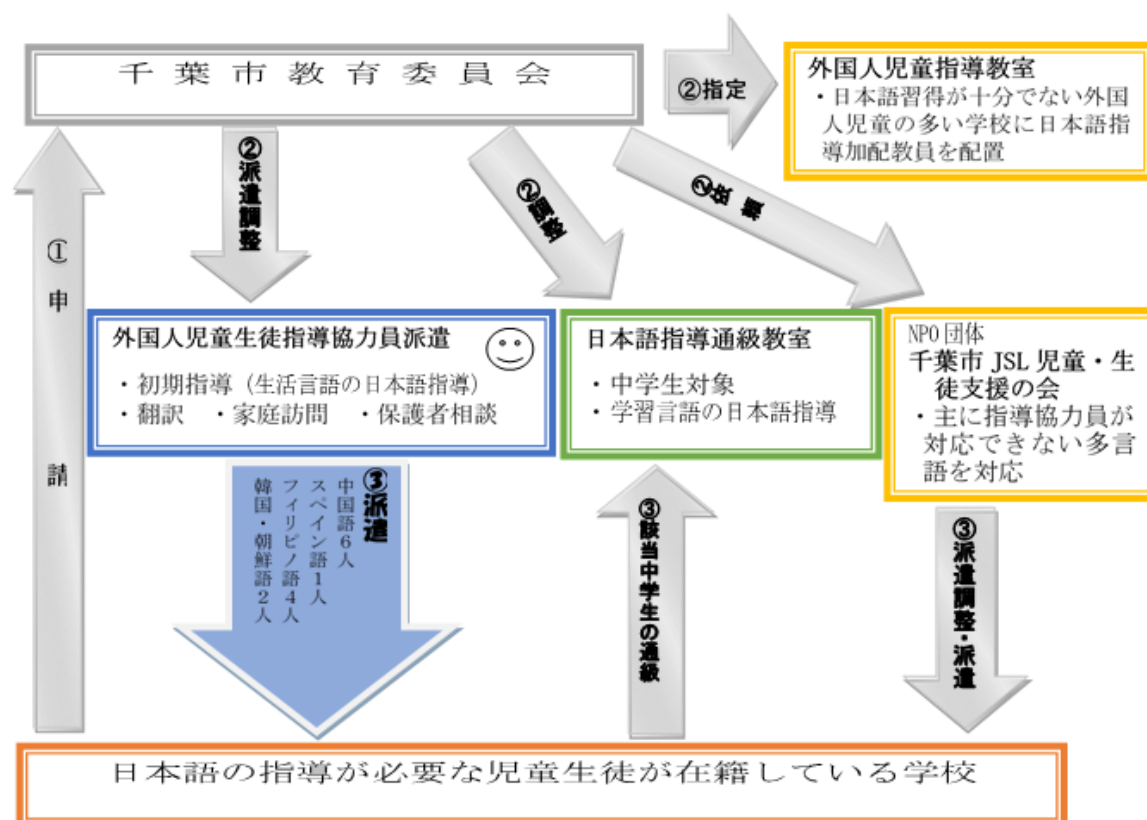 千葉市教育委員会
②指定
外国人児童指導教室
・日本語習得が十分でない外国
人児童の多い学校に日本語指
導加配教員を配置
①申請
②派遣調整
②調整
②依頼
外国人児童生徒指導協力員派遣
・初期指導（生活言語の日本語指導）
・翻訳　・家庭訪問　・保護者相談
日本語指導通級教室
・中学生対象
・学習言語の日本語指導
NPO団体
千葉市 JSL 児童・生
徒支援の会
・主に指導協力員が
対応できない多言
語を対応
③派遣
中国語６人
スペイン語１人
フィリピノ語４人
韓国・朝鮮語２人
③該当中学生の通級
③派遣調整・派遣
日本語の指導が必要な児童生徒が在籍している学校